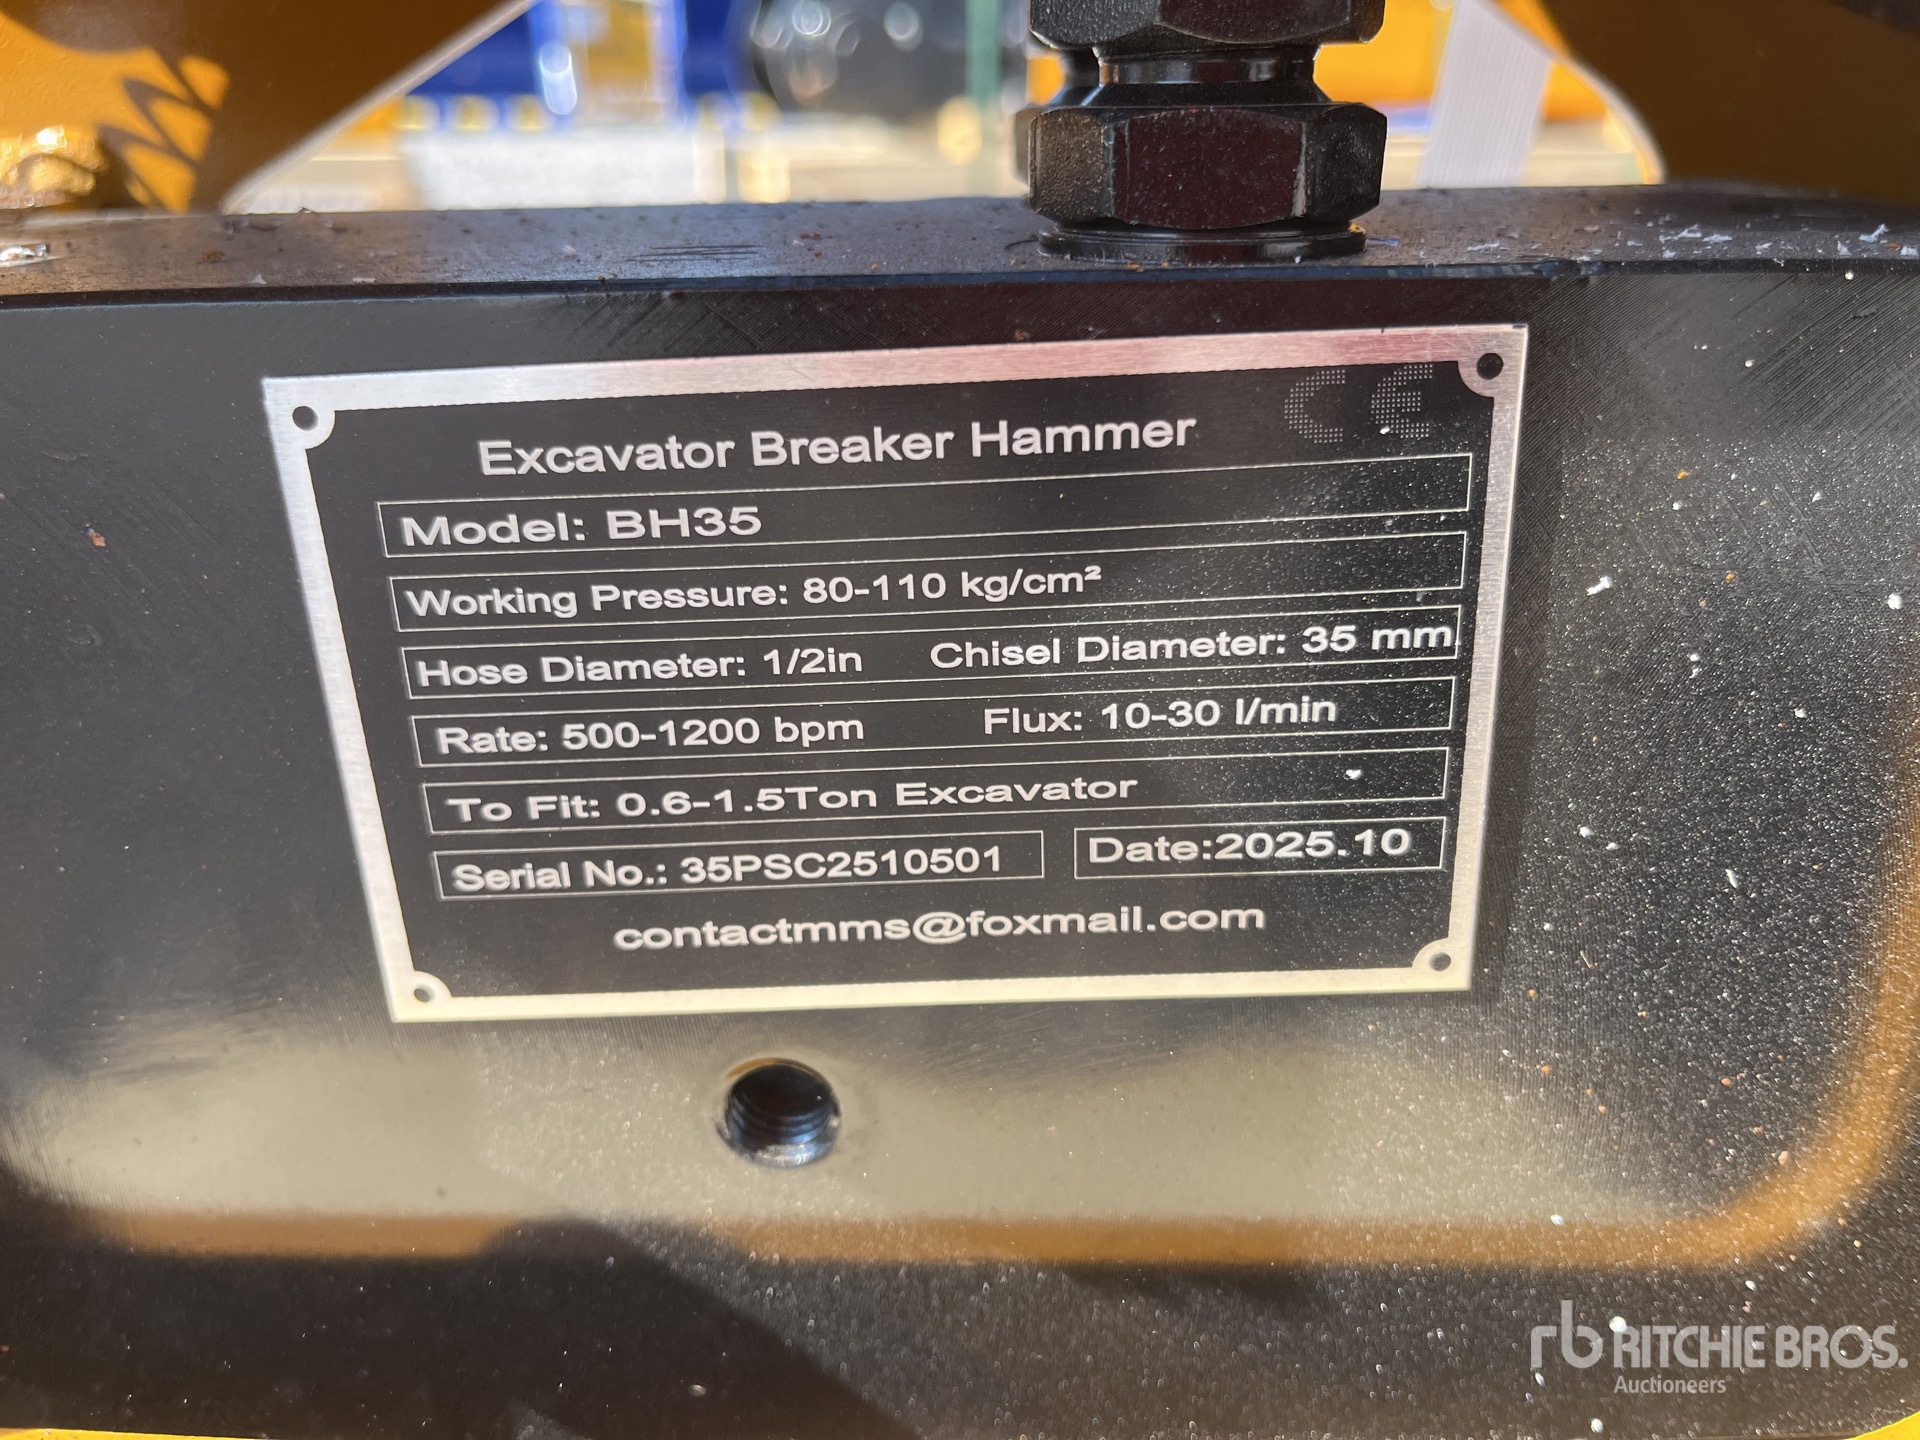 CE
Excavator Breaker Hammer
Model: BH35
Working Pressure: 80-110 kg/cm²
Hose Diameter: 1/2in Chisel Diameter: 35 mm
Rate: 500-1200 bpm Flux: 10-30 l/min
To Fit: 0.6-1.5Ton Excavator
Serial No.: 35PSC2510501 Date:2025.10
contactmms@foxmail.com
rb RITCHIE BROS.
Auctioneers